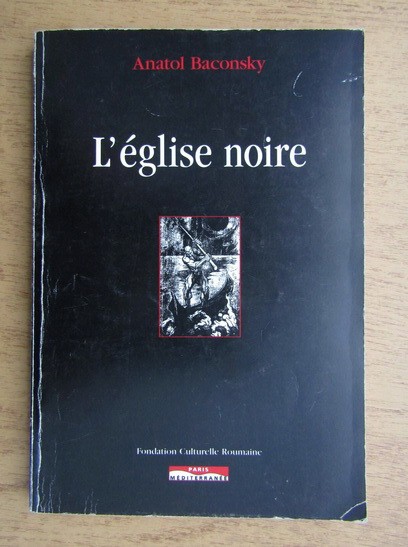 Anatol Baconsky
L'église noire
Fondation Culturelle Roumaine
PARIS
MÉDITERRANÉE